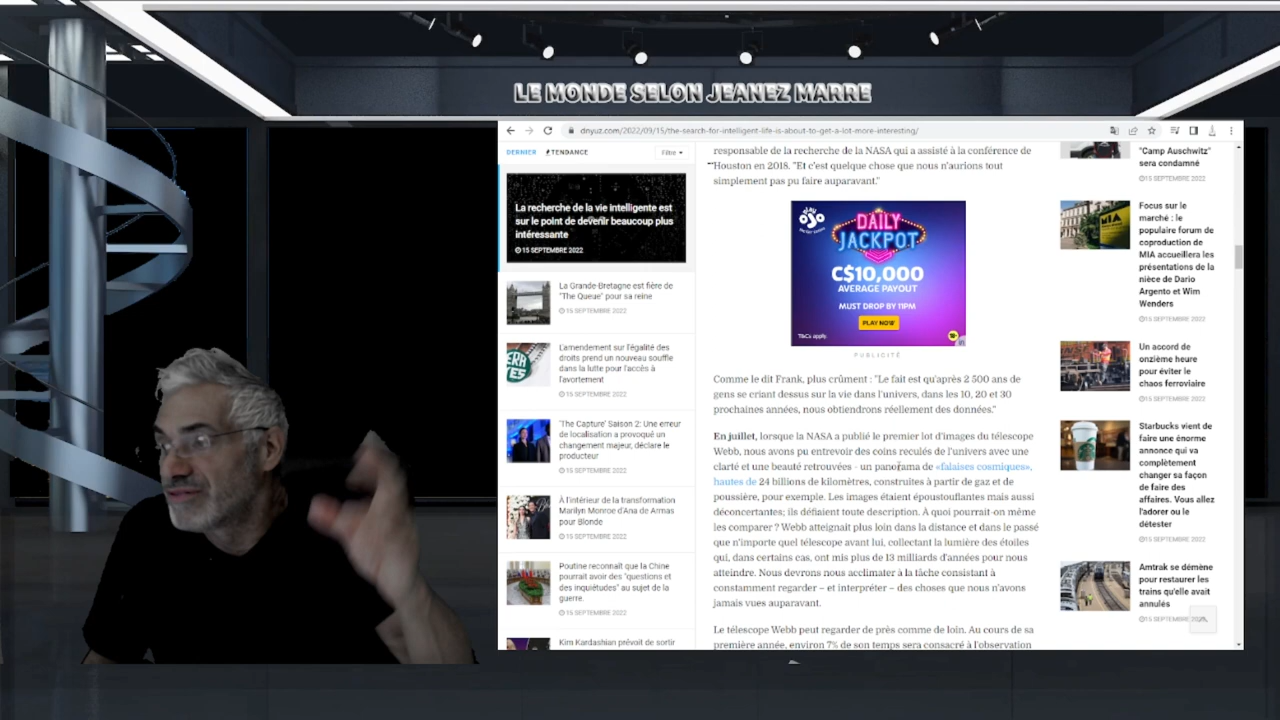 LE MONDE SELON JEANEZ MARRE
dnyuz.com/2022/09/15/the-search-for-intelligent-life-is-about-to-get-a-lot-more-interesting/
DERNIER
TENDANCE
Filtre
La recherche de la vie intelligente est
sur le point de devenir beaucoup plus
intéressante
15 SEPTEMBRE 2022
La Grande-Bretagne est fière de
"The Queue" pour sa reine
15 SEPTEMBRE 2022
L'amendement sur l'égalité des
droits prend un nouveau souffle
dans la lutte pour l'accès à
l'avortement
15 SEPTEMBRE 2022
'The Capture' Saison 2: Une erreur
de localisation a provoqué un
changement majeur, déclare le
producteur
15 SEPTEMBRE 2022
À l'intérieur de la transformation
Marilyn Monroe d'Ana de Armas
pour Blonde
15 SEPTEMBRE 2022
Poutine reconnaît que la Chine
pourrait avoir des "questions et
des inquiétudes" au sujet de la
guerre.
15 SEPTEMBRE 2022
Kim Kardashian prévoit de sortir
responsable de la recherche de la NASA qui a assisté à la conférence de
Houston en 2018. "Et c'est quelque chose que nous n'aurions tout
simplement pas pu faire auparavant."
PLAY
OJO
DAILY
JACKPOT
C$10,000
AVERAGE PAYOUT
MUST DROP BY 11PM
PLAY NOW
T&Cs apply.
PUBLICITÉ
Comme le dit Frank, plus crûment : "Le fait est qu'après 2 500 ans de
gens se criant dessus sur la vie dans l'univers, dans les 10, 20 et 30
prochaines années, nous obtiendrons réellement des données."
En juillet, lorsque la NASA a publié le premier lot d'images du télescope
Webb, nous avons pu entrevoir des coins reculés de l'univers avec une
clarté et une beauté retrouvées - un panorama de «falaises cosmiques»,
hautes de 24 billions de kilomètres, construites à partir de gaz et de
poussière, pour exemple. Les images étaient époustouflantes mais aussi
déconcertantes; ils défiaient toute description. À quoi pourrait-on même
les comparer ? Webb atteignait plus loin dans la distance et dans le passé
que n'importe quel télescope avant lui, collectant la lumière des étoiles
qui, dans certains cas, ont mis plus de 13 milliards d'années pour nous
atteindre. Nous devrons nous acclimater à la tâche consistant à
constamment regarder – et interpréter – des choses que nous n'avons
jamais vues auparavant.
Le télescope Webb peut regarder de près comme de loin. Au cours de sa
première année, environ 7% de son temps sera consacré à l'observation
"Camp Auschwitz"
sera condamné
15 SEPTEMBRE 2022
Focus sur le
marché : le
populaire forum de
coproduction de
MIA accueillera les
présentations de la
nièce de Dario
Argento et Wim
Wenders
15 SEPTEMBRE 2022
Un accord de
onzième heure
pour éviter le
chaos ferroviaire
15 SEPTEMBRE 2022
Starbucks vient de
faire une énorme
annonce qui va
complètement
changer sa façon
de faire des
affaires. Vous allez
l'adorer ou le
détester
15 SEPTEMBRE 2022
Amtrak se démène
pour restaurer les
trains qu'elle avait
annulés
15 SEPTEMBRE